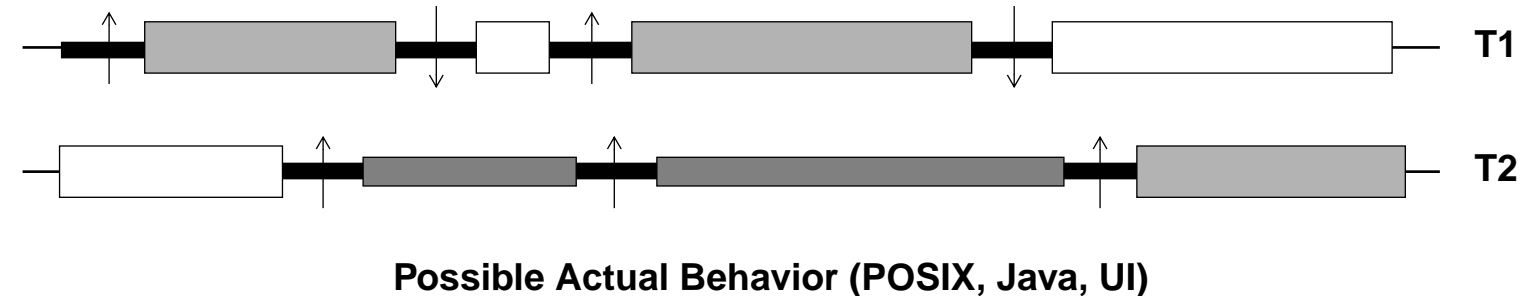 T1
T2
Possible Actual Behavior (POSIX, Java, UI)